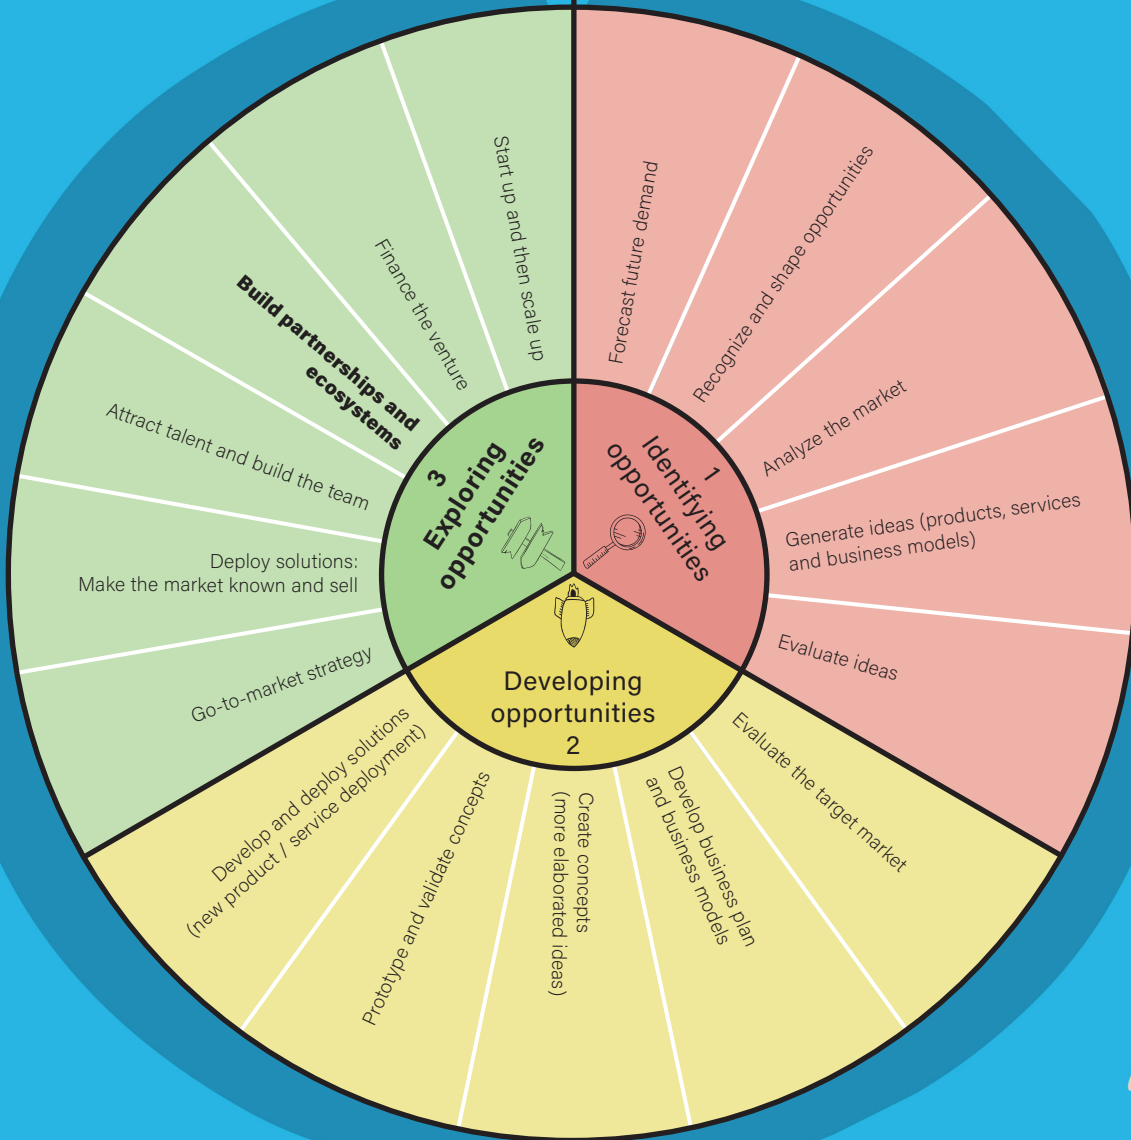 1
Identifying
opportunities
Forecast future demand
Recognize and shape opportunities
Analyze the market
Generate ideas (products, services
and business models)
Evaluate ideas
Developing
opportunities
2
Evaluate the target market
Develop business plan
and business models
Create concepts
(more elaborated ideas)
Prototype and validate concepts
Develop and deploy solutions
(new product / service deployment)
3
Exploring
opportunities
Go-to-market strategy
Deploy solutions:
Make the market known and sell
Attract talent and build the team
Build partnerships and
ecosystems
Finance the venture
Start up and then scale up